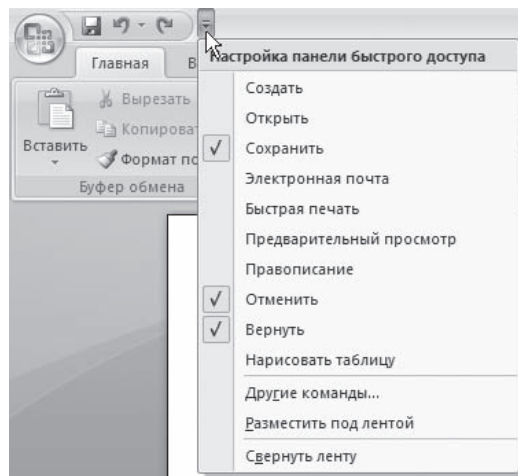 Главная
Вырезать
Вставить
Формат
Буфер обмена
Настройка панели быстрого доступа
Создать
Открыть
Сохранить
Электронная почта
Быстрая печать
Предварительный просмотр
Правописание
Отменить
Вернуть
Нарисовать таблицу
Другие команды...
Разместить под лентой
Свернуть ленту